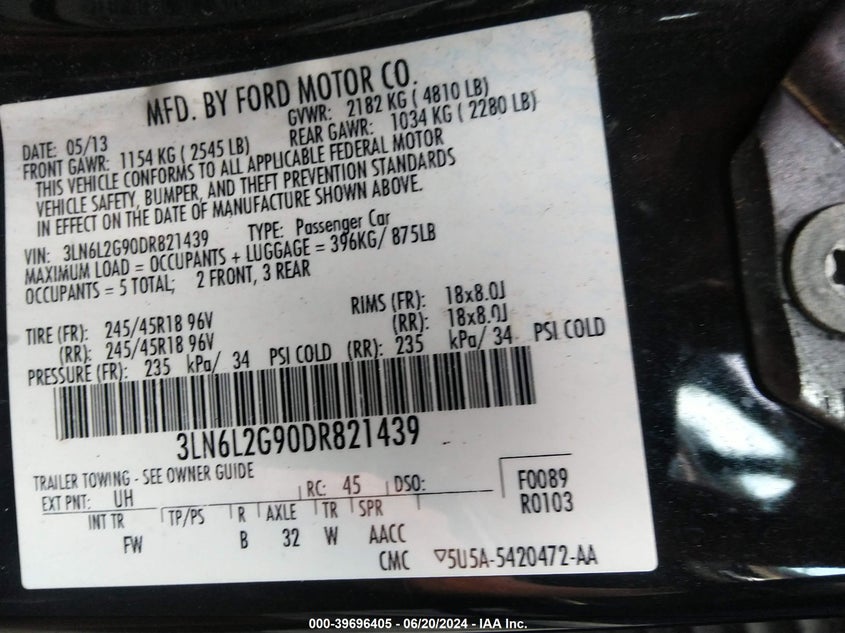 MFD. BY FORD MOTOR CO.
DATE: 05/13 GVWR: 2182 KG ( 4810 LB)
FRONT GAWR: 1154 KG ( 2545 LB) REAR GAWR: 1034 KG ( 2280 LB)
THIS VEHICLE CONFORMS TO ALL APPLICABLE FEDERAL MOTOR
VEHICLE SAFETY, BUMPER, AND THEFT PREVENTION STANDARDS
IN EFFECT ON THE DATE OF MANUFACTURE SHOWN ABOVE.
VIN: 3LN6L2G90DR821439 TYPE: Passenger Car
MAXIMUM LOAD = OCCUPANTS + LUGGAGE = 396KG/ 875LB
OCCUPANTS = 5 TOTAL; 2 FRONT, 3 REAR
TIRE (FR): 245/45R18 96V RIMS (FR): 18x8.0J
(RR): 245/45R18 96V (RR): 18x8.0J
PRESSURE (FR): 235 kPa/ 34 PSI COLD (RR): 235 kPa/ 34 PSI COLD
3LN6L2G90DR821439
TRAILER TOWING - SEE OWNER GUIDE
EXT PNT: UH RC: 45 DSO: F0089
R0103
INT TR TP/PS R AXLE TR SPR
FW B 32 W AACC
CMC ▽5U5A-5420472-AA
000-39696405 - 06/20/2024 - IAA Inc.